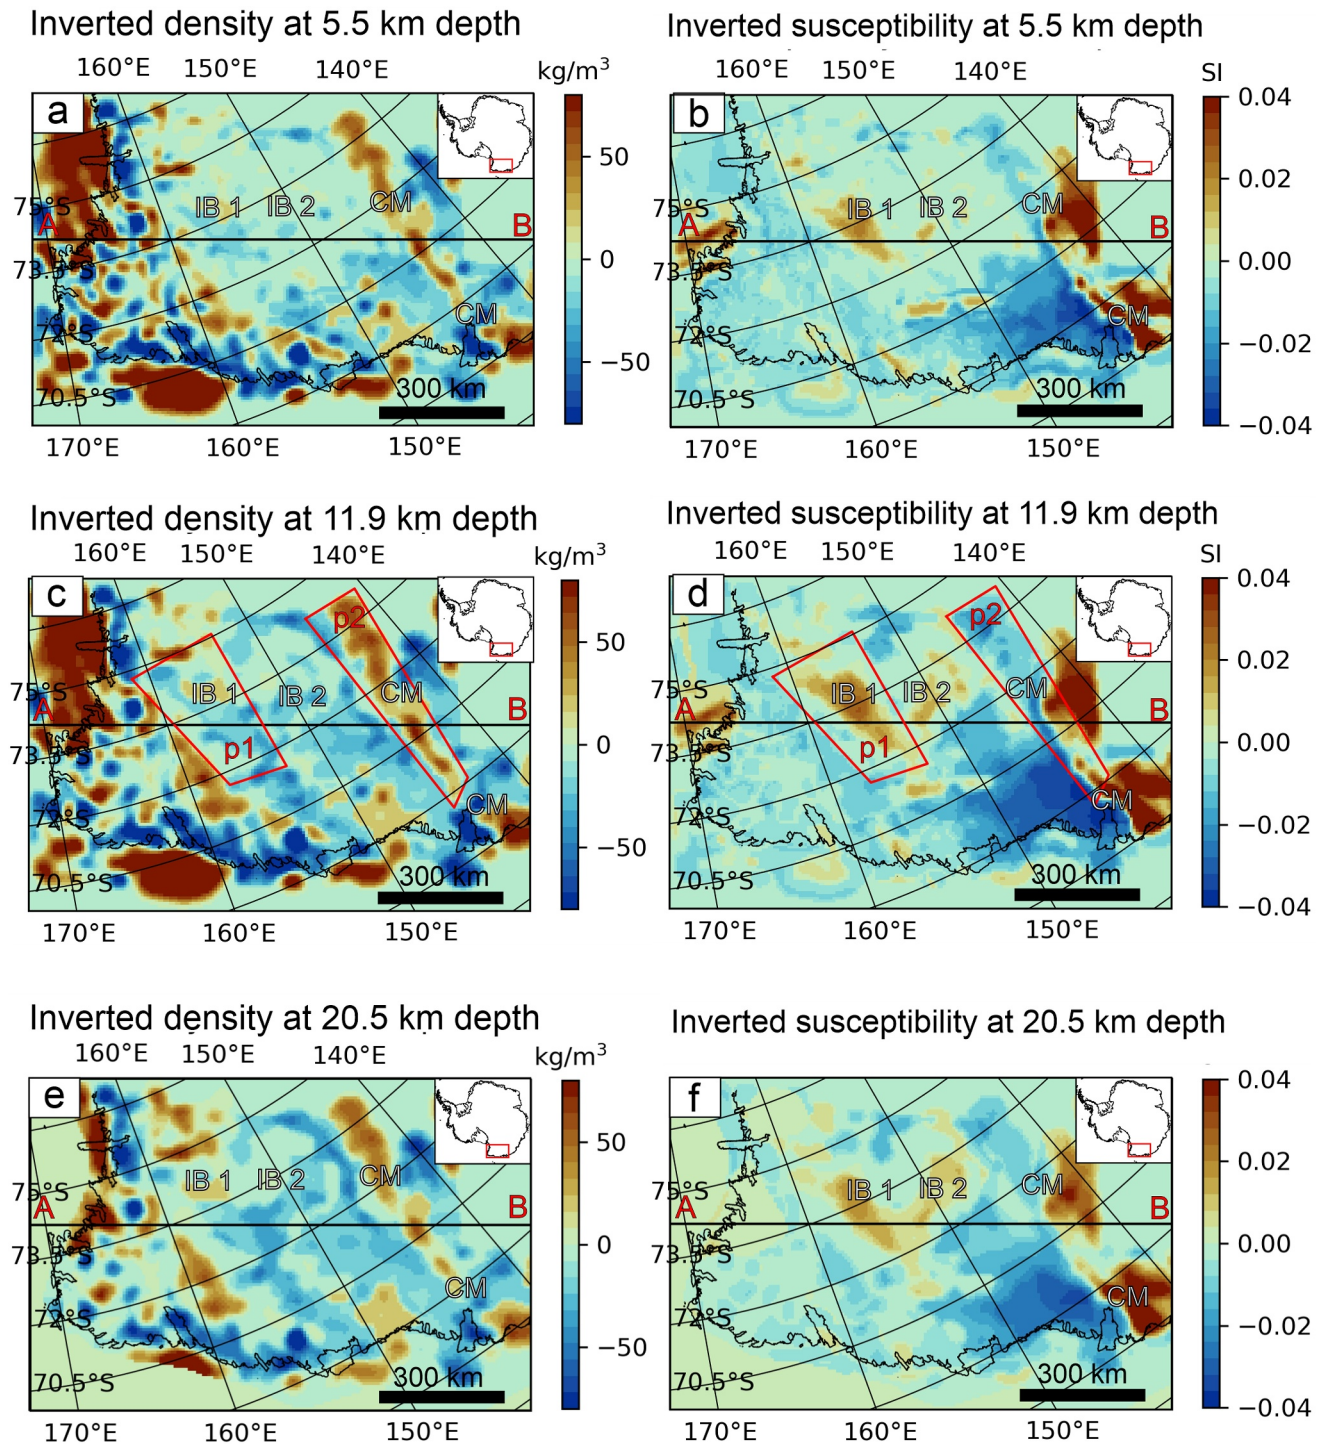 Inverted density at 5.5 km depth
160°E 150°E 140°E kg/m³
a
50
0
−50
75°S
73.5°S
72°S
70.5°S
A
B
IB 1 IB 2 CM
CM
300 km
170°E 160°E 150°E
Inverted susceptibility at 5.5 km depth
160°E 150°E 140°E SI
b
0.04
0.02
0.00
−0.02
−0.04
75°S
73.5°S
72°S
70.5°S
A
B
IB 1 IB 2 CM
CM
300 km
170°E 160°E 150°E
Inverted density at 11.9 km depth
160°E 150°E 140°E kg/m³
c
50
0
−50
75°S
73.5°S
72°S
70.5°S
A
B
p2
IB 1 IB 2 CM
p1
CM
300 km
170°E 160°E 150°E
Inverted susceptibility at 11.9 km depth
160°E 150°E 140°E SI
d
0.04
0.02
0.00
−0.02
−0.04
75°S
73.5°S
72°S
70.5°S
A
B
p2
IB 1 IB 2 CM
p1
CM
300 km
170°E 160°E 150°E
Inverted density at 20.5 km depth
160°E 150°E 140°E kg/m³
e
50
0
−50
75°S
73.5°S
72°S
70.5°S
A
B
IB 1 IB 2 CM
CM
300 km
170°E 160°E 150°E
Inverted susceptibility at 20.5 km depth
f
0.04
0.02
0.00
−0.02
−0.04
75°S
73.5°S
72°S
70.5°S
A
B
IB 1 IB 2 CM
CM
300 km
170°E 160°E 150°E